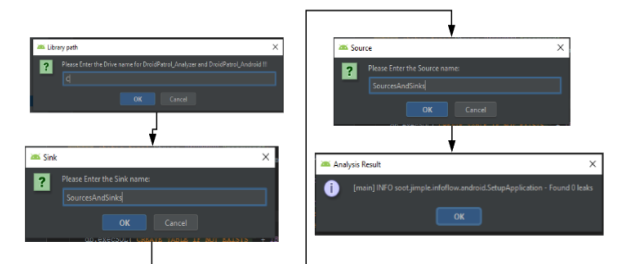 Library path
Please Enter the Drive name for DroidPatrol_Analyzer and DroidPatrol_Android !!
C
OK Cancel
Sink
Please Enter the Sink name:
SourcesAndSinks
OK Cancel
Source
Please Enter the Source name:
SourcesAndSinks
OK Cancel
Analysis Result
[main] INFO soot.jimple.infoflow.android.SetupApplication - Found 0 leaks
OK